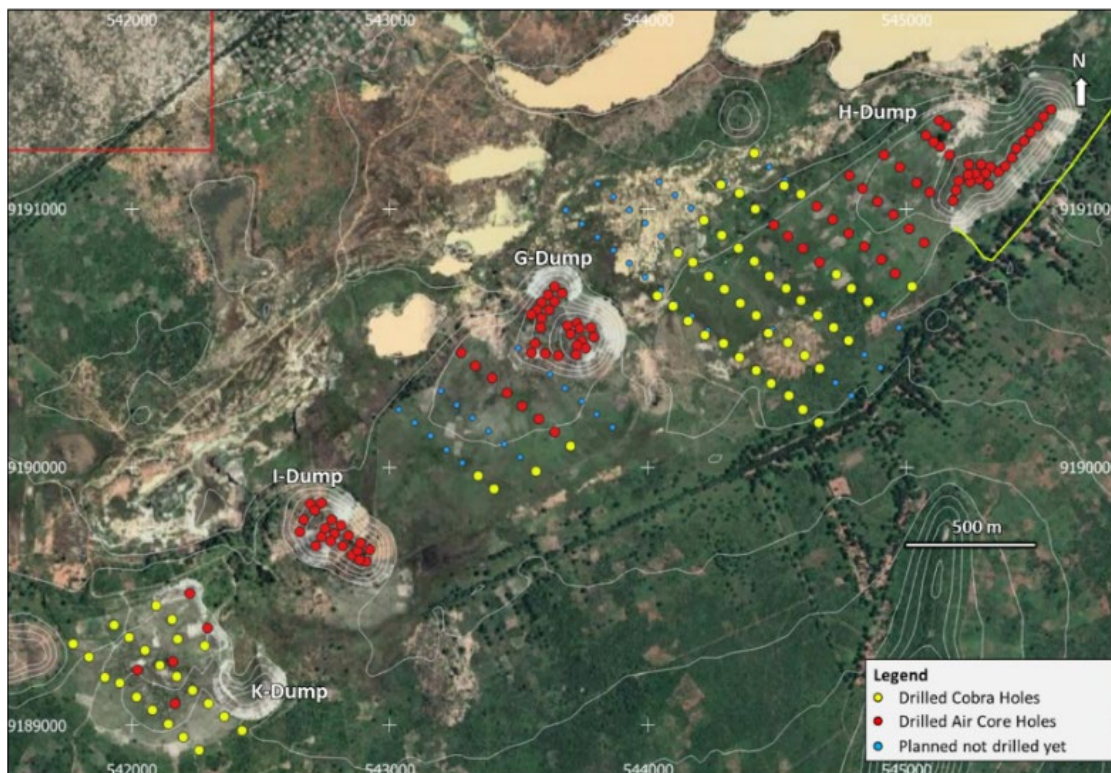 542000
543000
544000
545000
N
H-Dump
9191000
919100
G-Dump
9190000
919000
I-Dump
500 m
K-Dump
Legend
Drilled Cobra Holes
Drilled Air Core Holes
Planned not drilled yet
9189000
542000
543000
544000
545000